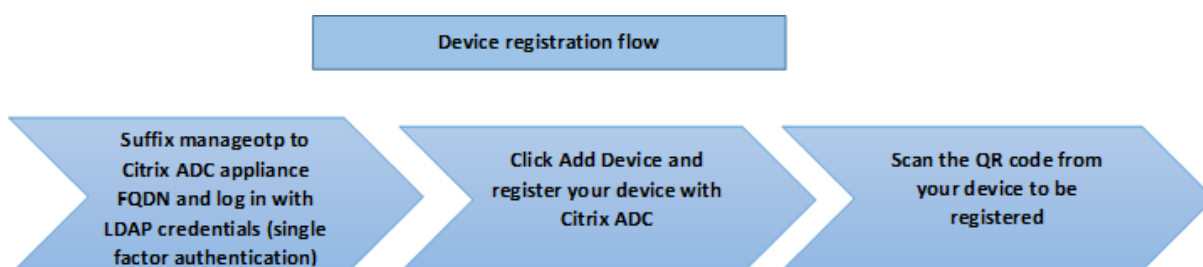 Device registration flow
Suffix manageotp to
Citrix ADC appliance
FQDN and log in with
LDAP credentials (single
factor authentication)
Click Add Device and
register your device with
Citrix ADC
Scan the QR code from
your device to be
registered